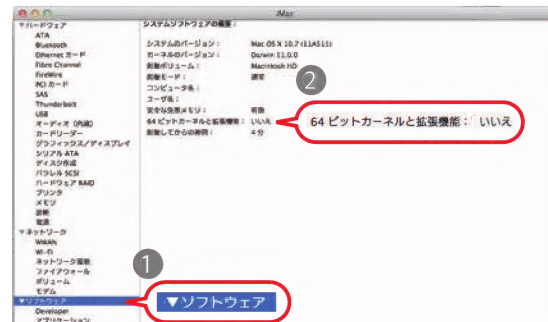 iMac
▼ハードウェア
ATA
Bluetooth
Ethernet カード
Fibre Channel
FireWire
PCI カード
SAS
Thunderbolt
USB
オーディオ（内蔵）
カードリーダー
グラフィックス／ディスプレイ
シリアル ATA
ディスク作成
パラレル SCSI
ハードウェア RAID
プリンタ
メモリ
診断
電源
▼ネットワーク
WWAN
Wi-Fi
ネットワーク環境
ファイアウォール
ボリューム
モデム
▼ソフトウェア
Developer
アプリケーション
システムソフトウェアの概要：
システムのバージョン： Mac OS X 10.7 (11A511)
カーネルのバージョン： Darwin 11.0.0
起動ボリューム： Macintosh HD
起動モード： 通常
コンピュータ名：
ユーザ名：
安全な仮想メモリ： 有効
64 ビットカーネルと拡張機能： いいえ
起動してからの時間： 4 分
2
64 ビットカーネルと拡張機能： いいえ
1
▼ソフトウェア